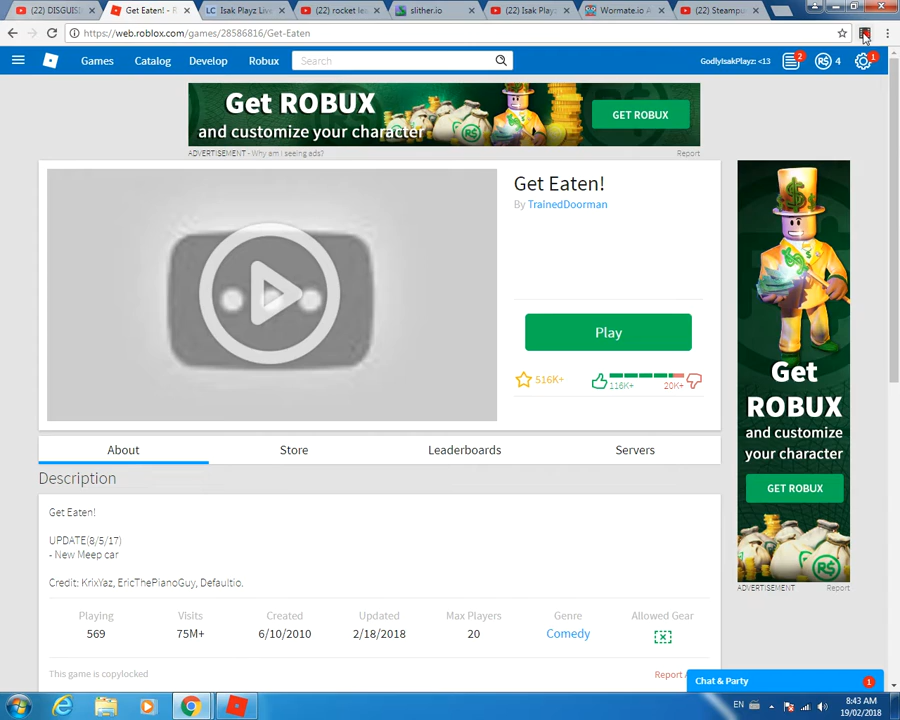 (22) DISGUIS
Get Eaten! - R
Isak Playz Live
(22) rocket le
slither.io
(22) Isak Play
Wormate.io A
(22) Steampu
https://web.roblox.com/games/28586816/Get-Eaten
Games
Catalog
Develop
Robux
Search
GodlyIsakPlayz: <13
2
R$ 4
1
Get ROBUX
and customize your character
GET ROBUX
ADVERTISEMENT - Why am I seeing ads?
Report
Get Eaten!
By TrainedDoorman
Play
516K+
116K+
20K+
About
Store
Leaderboards
Servers
Get
ROBUX
and customize
your character
GET ROBUX
ADVERTISEMENT
Report
Description
Get Eaten!
UPDATE(8/5/17)
- New Meep car
Credit: KrixYaz, EricThePianoGuy, Defaultio.
Playing
Visits
Created
Updated
Max Players
Genre
Allowed Gear
569
75M+
6/10/2010
2/18/2018
20
Comedy
This game is copylocked
Report
Chat & Party
1
EN
8:43 AM
19/02/2018